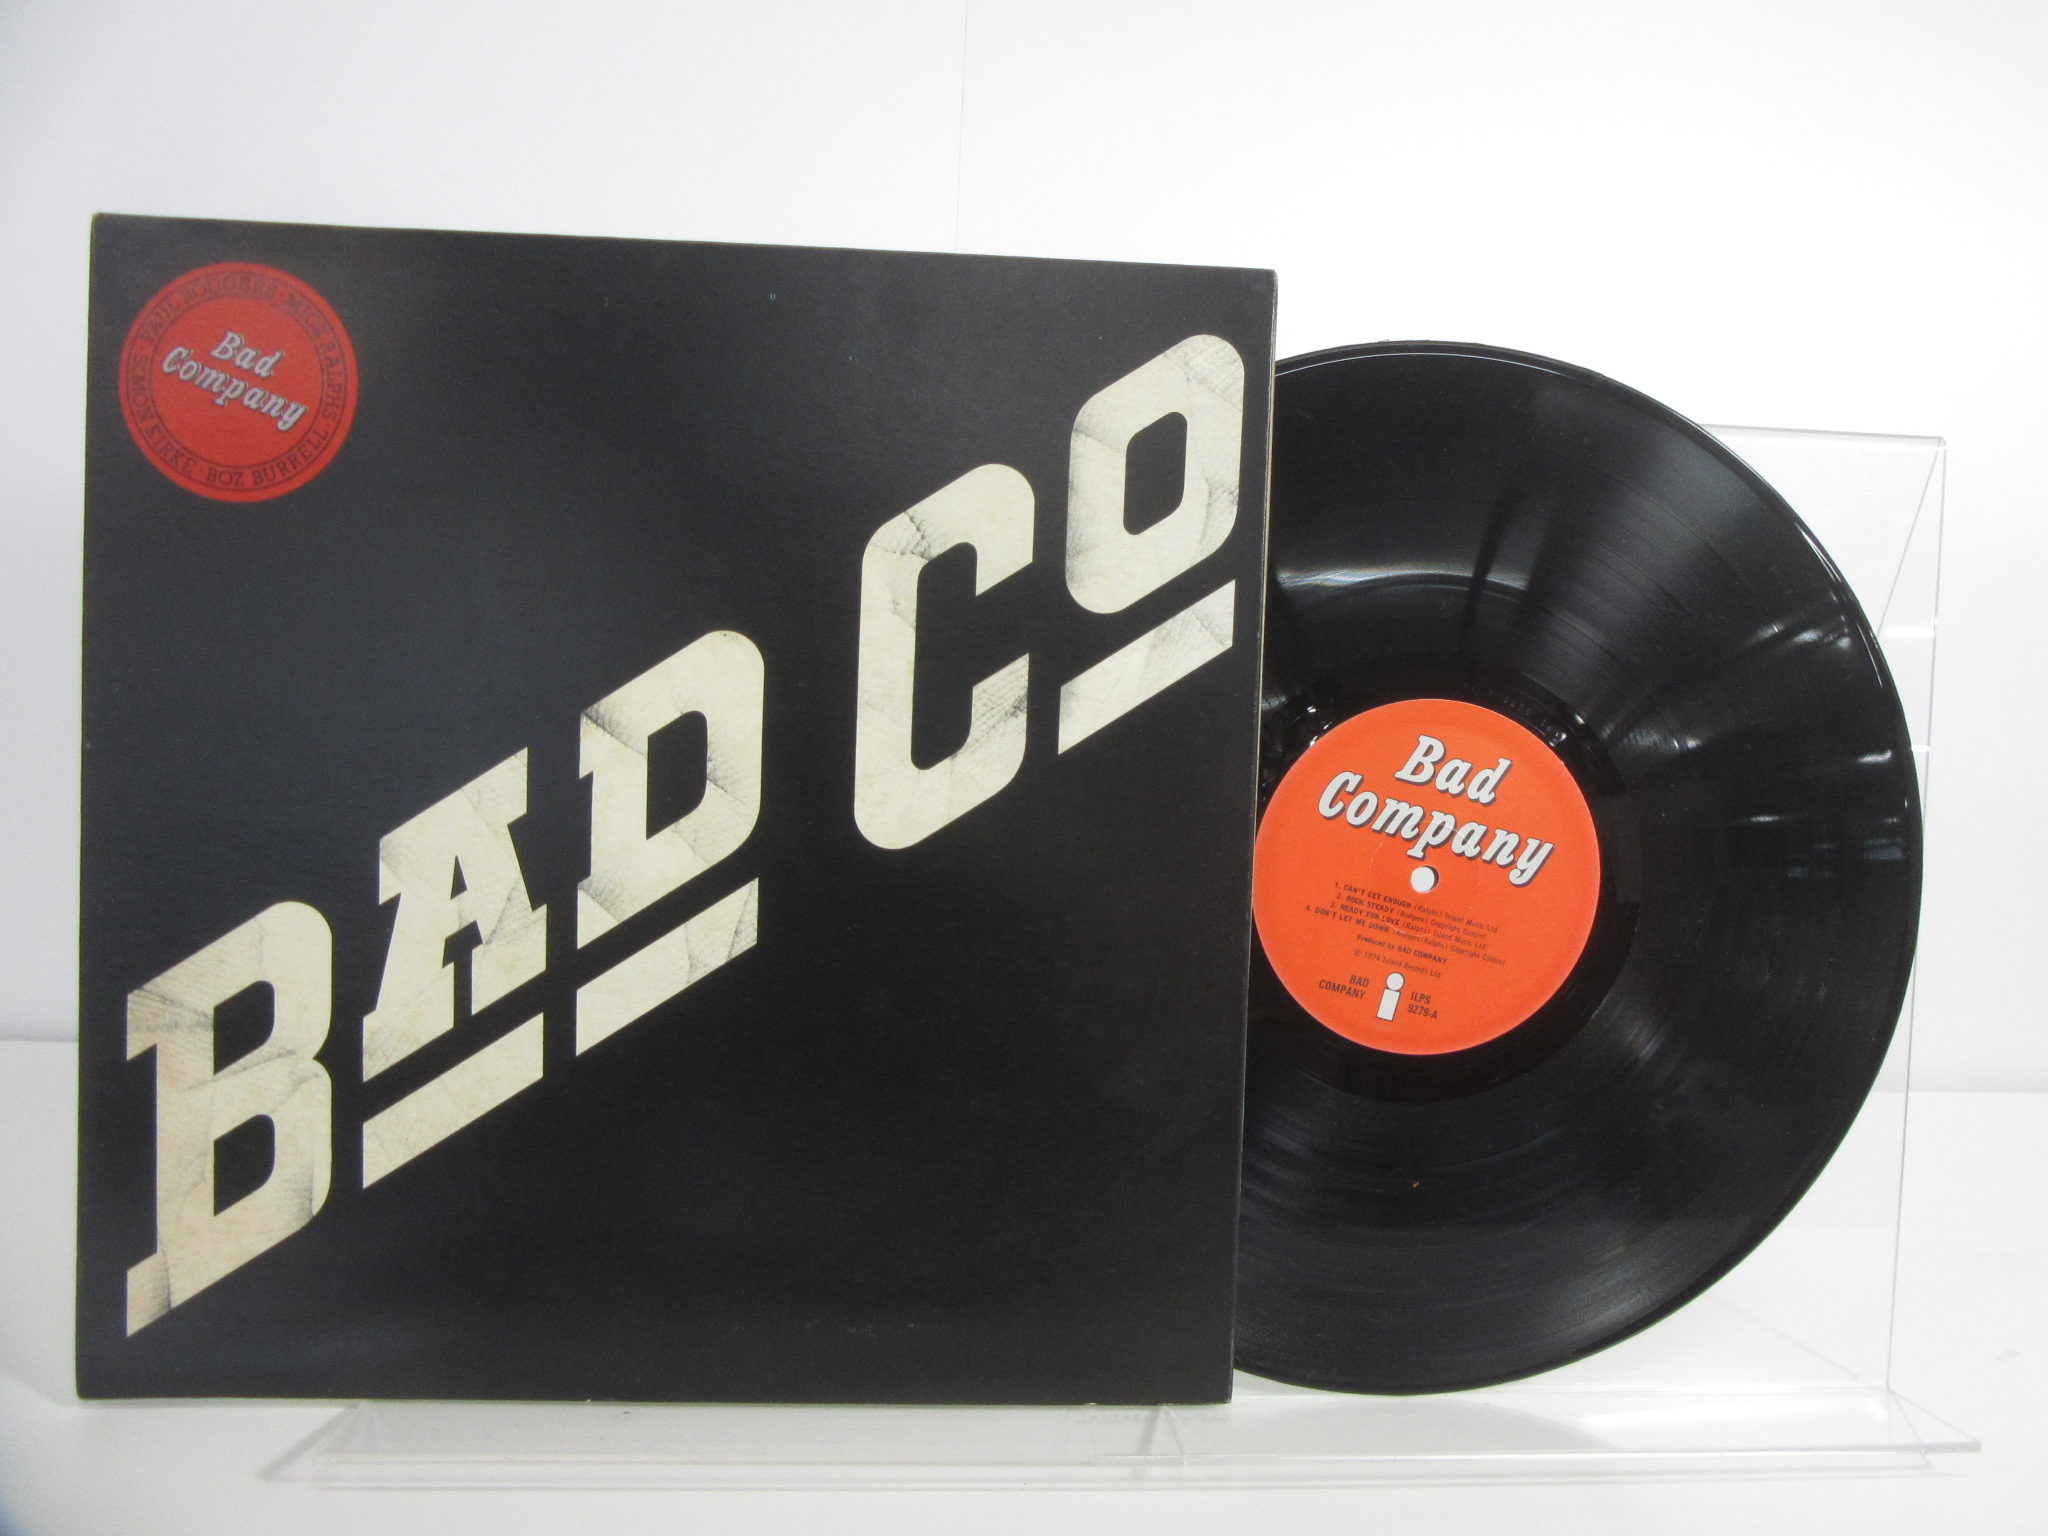 Bad
Company
PAUL RODGERS · MICK RALPHS ·
SIMON KIRKE · BOZ BURRELL ·
BAD CO
Bad
Company
1. CAN'T GET ENOUGH (Ralphs) Island Music Ltd
2. ROCK STEADY (Rodgers) Copyright Control
3. READY FOR LOVE (Ralphs) Island Music Ltd
4. DON'T LET ME DOWN (Rodgers/Ralphs) Copyright Control
Produced by BAD COMPANY
℗ 1974 Island Records Ltd
BAD
COMPANY
i
ILPS
9279-A